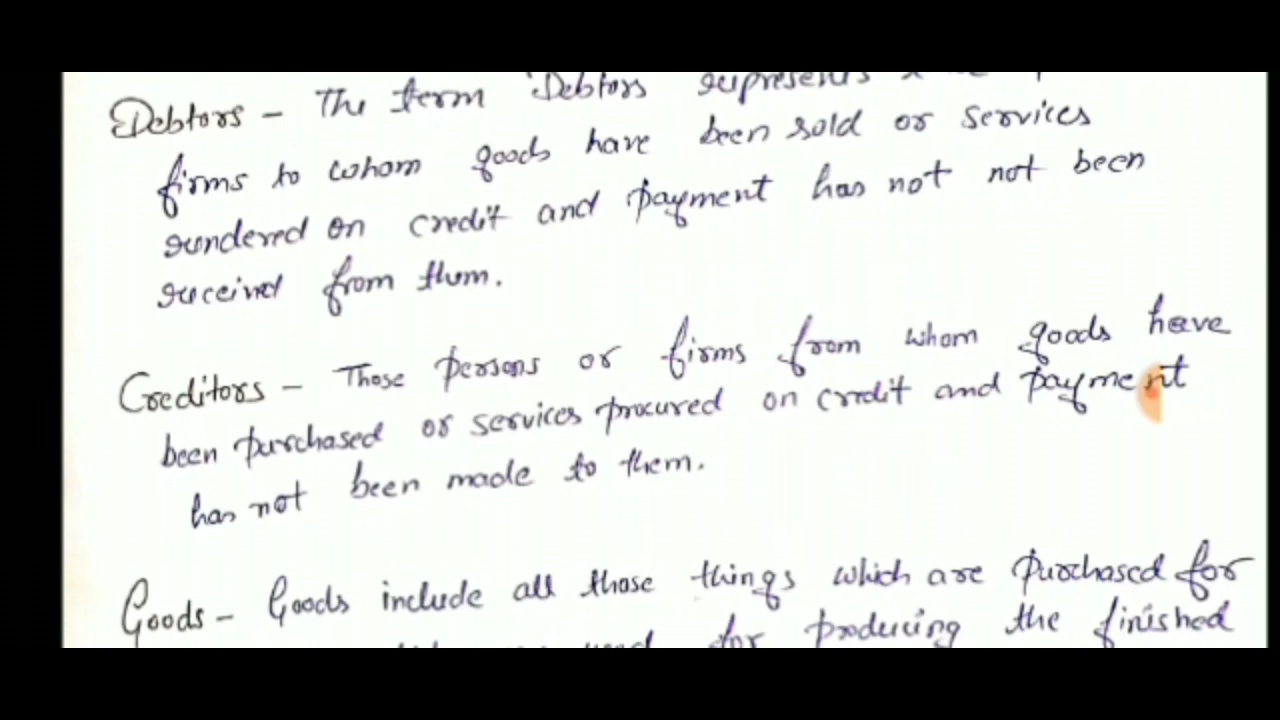 Debtors - The term Debtors represents
firms to whom goods have been sold or services
rendered on credit and payment has not not been
received from them.
Creditors - Those persons or firms from whom goods have
been purchased or services procured on credit and payment
has not been made to them.
Goods - Goods include all those things which are purchased for
for producing the finished